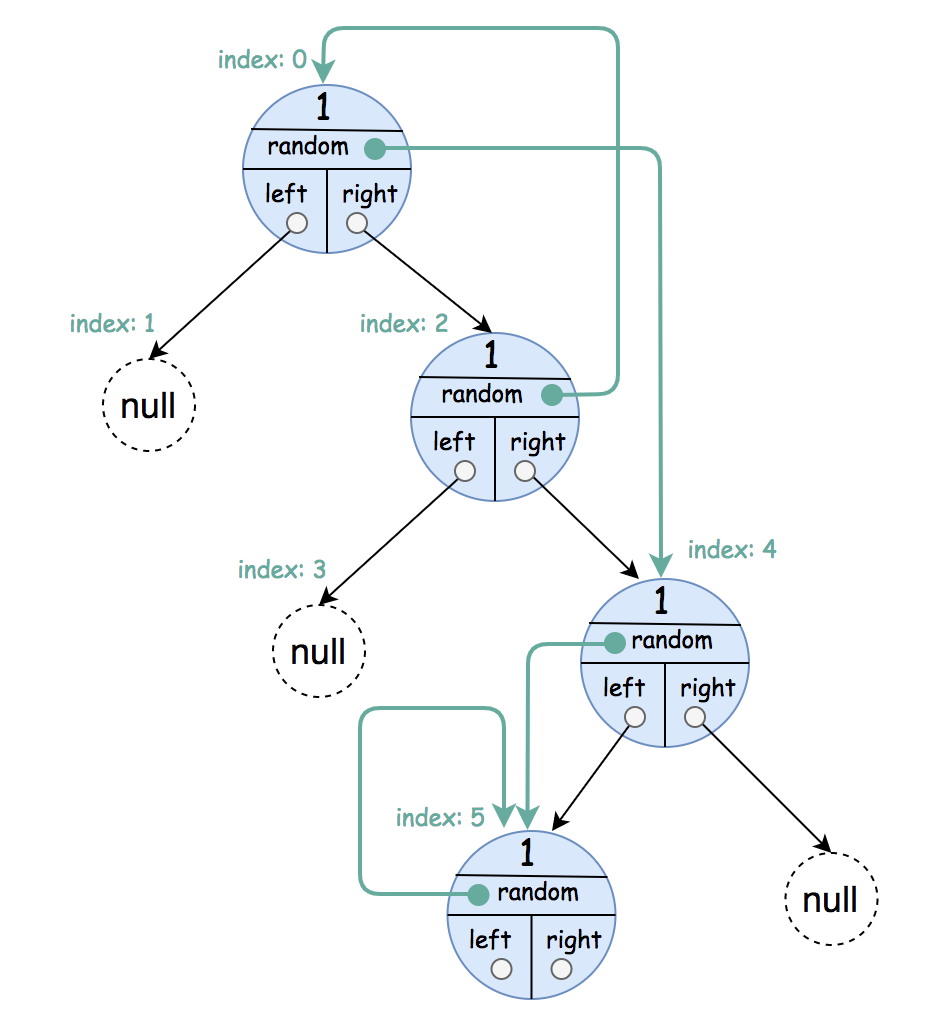 index: 0
1
random
left right
index: 1
index: 2
null
1
random
left right
index: 3
index: 4
null
1
random
left right
index: 5
1
random
left right
null